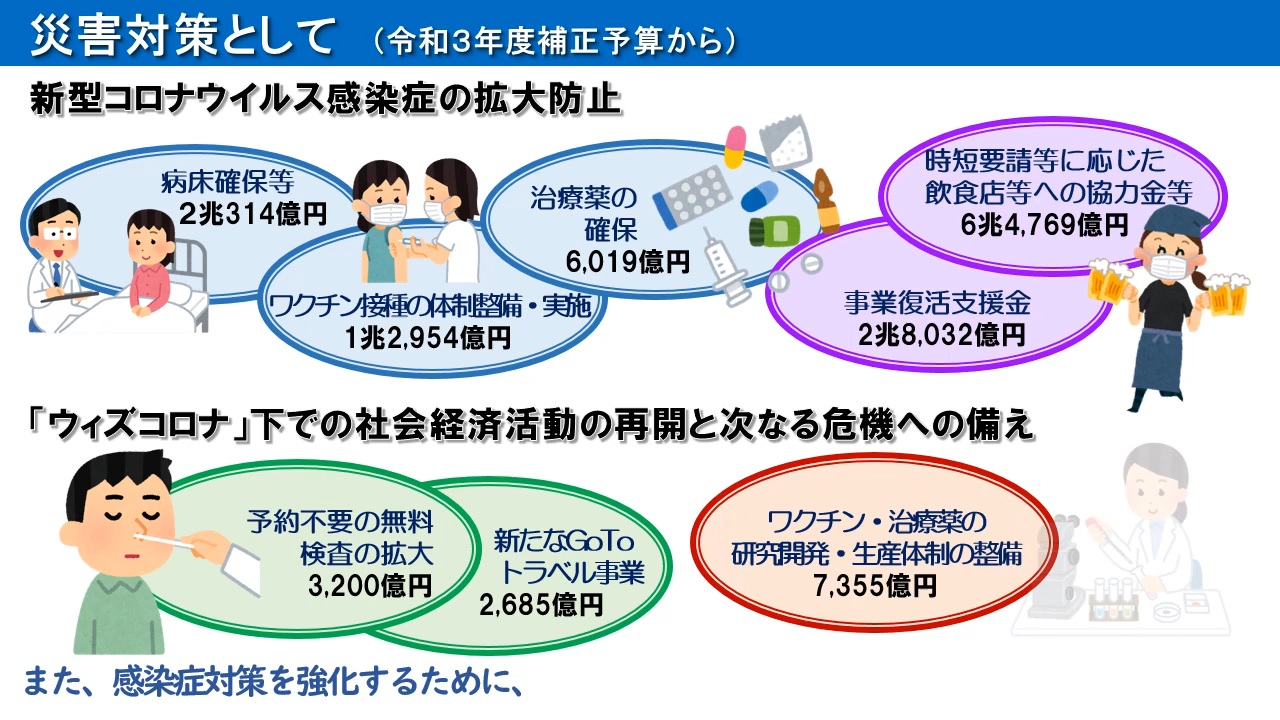 災害対策として （令和３年度補正予算から）
新型コロナウイルス感染症の拡大防止
病床確保等
２兆314億円
ワクチン接種の体制整備・実施
1兆2,954億円
治療薬の
確保
6,019億円
時短要請等に応じた
飲食店等への協力金等
6兆4,769億円
事業復活支援金
2兆8,032億円
「ウィズコロナ」下での社会経済活動の再開と次なる危機への備え
予約不要の無料
検査の拡大
3,200億円
新たなGoTo
トラベル事業
2,685億円
ワクチン・治療薬の
研究開発・生産体制の整備
7,355億円
また、感染症対策を強化するために、